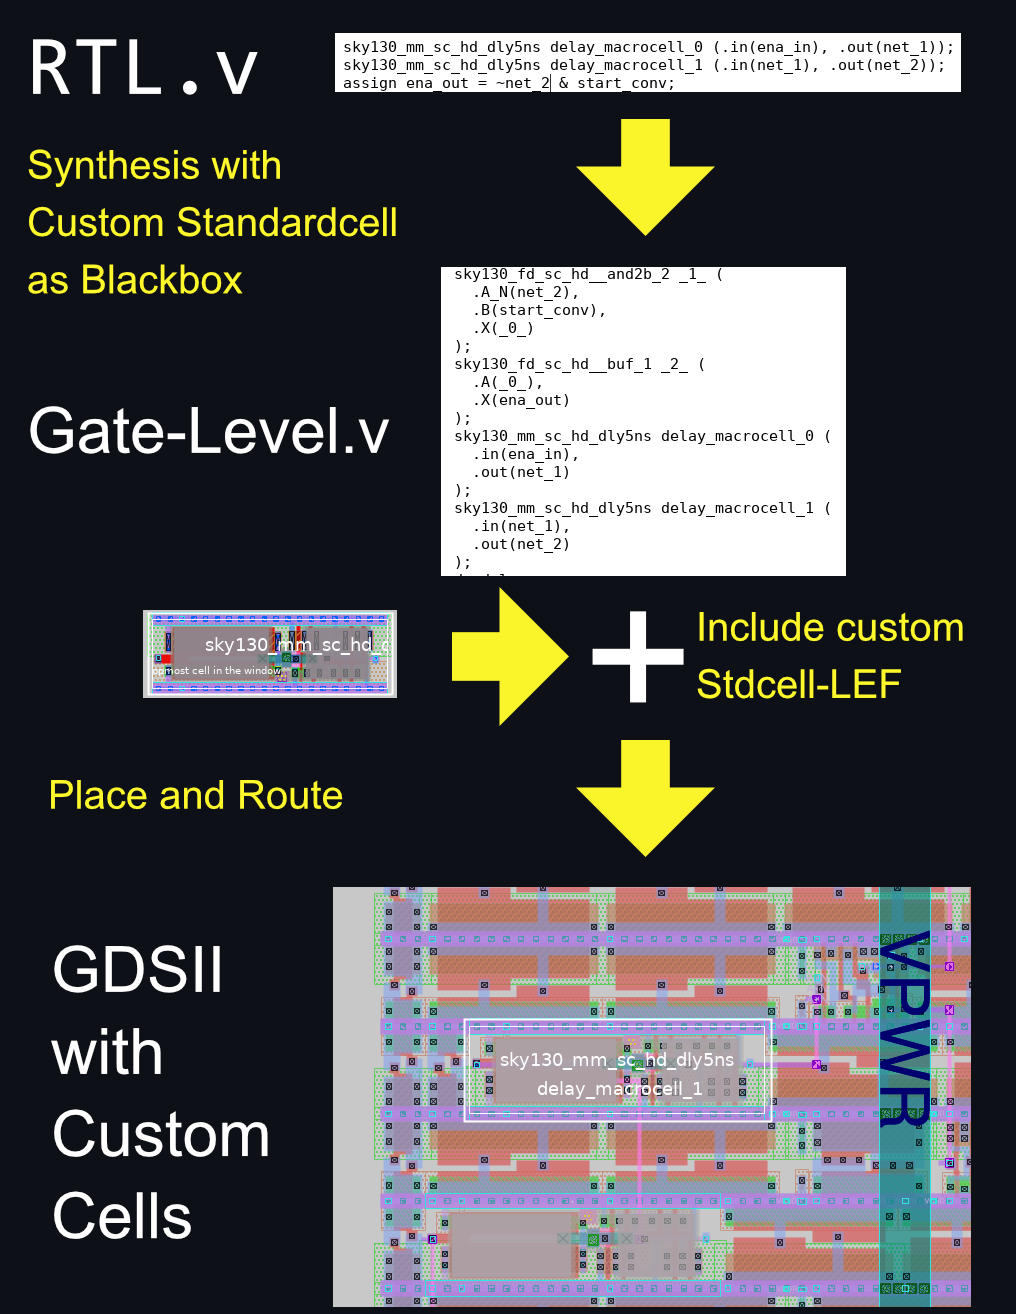 RTL.v
sky130_mm_sc_hd_dly5ns delay_macrocell_0 (.in(ena_in), .out(net_1));
sky130_mm_sc_hd_dly5ns delay_macrocell_1 (.in(net_1), .out(net_2));
assign ena_out = ~net_2 & start_conv;
Synthesis with
Custom Standardcell
as Blackbox
Gate-Level.v
sky130_fd_sc_hd__and2b_2 _1_ (
.A_N(net_2),
.B(start_conv),
.X(_0_)
);
sky130_fd_sc_hd__buf_1 _2_ (
.A(_0_),
.X(ena_out)
);
sky130_mm_sc_hd_dly5ns delay_macrocell_0 (
.in(ena_in),
.out(net_1)
);
sky130_mm_sc_hd_dly5ns delay_macrocell_1 (
.in(net_1),
.out(net_2)
);
sky130_mm_sc_hd_
cell in the window
Include custom
Stdcell-LEF
Place and Route
GDSII
with
Custom
Cells
sky130_mm_sc_hd_dly5ns
delay_macrocell_1
VPWR